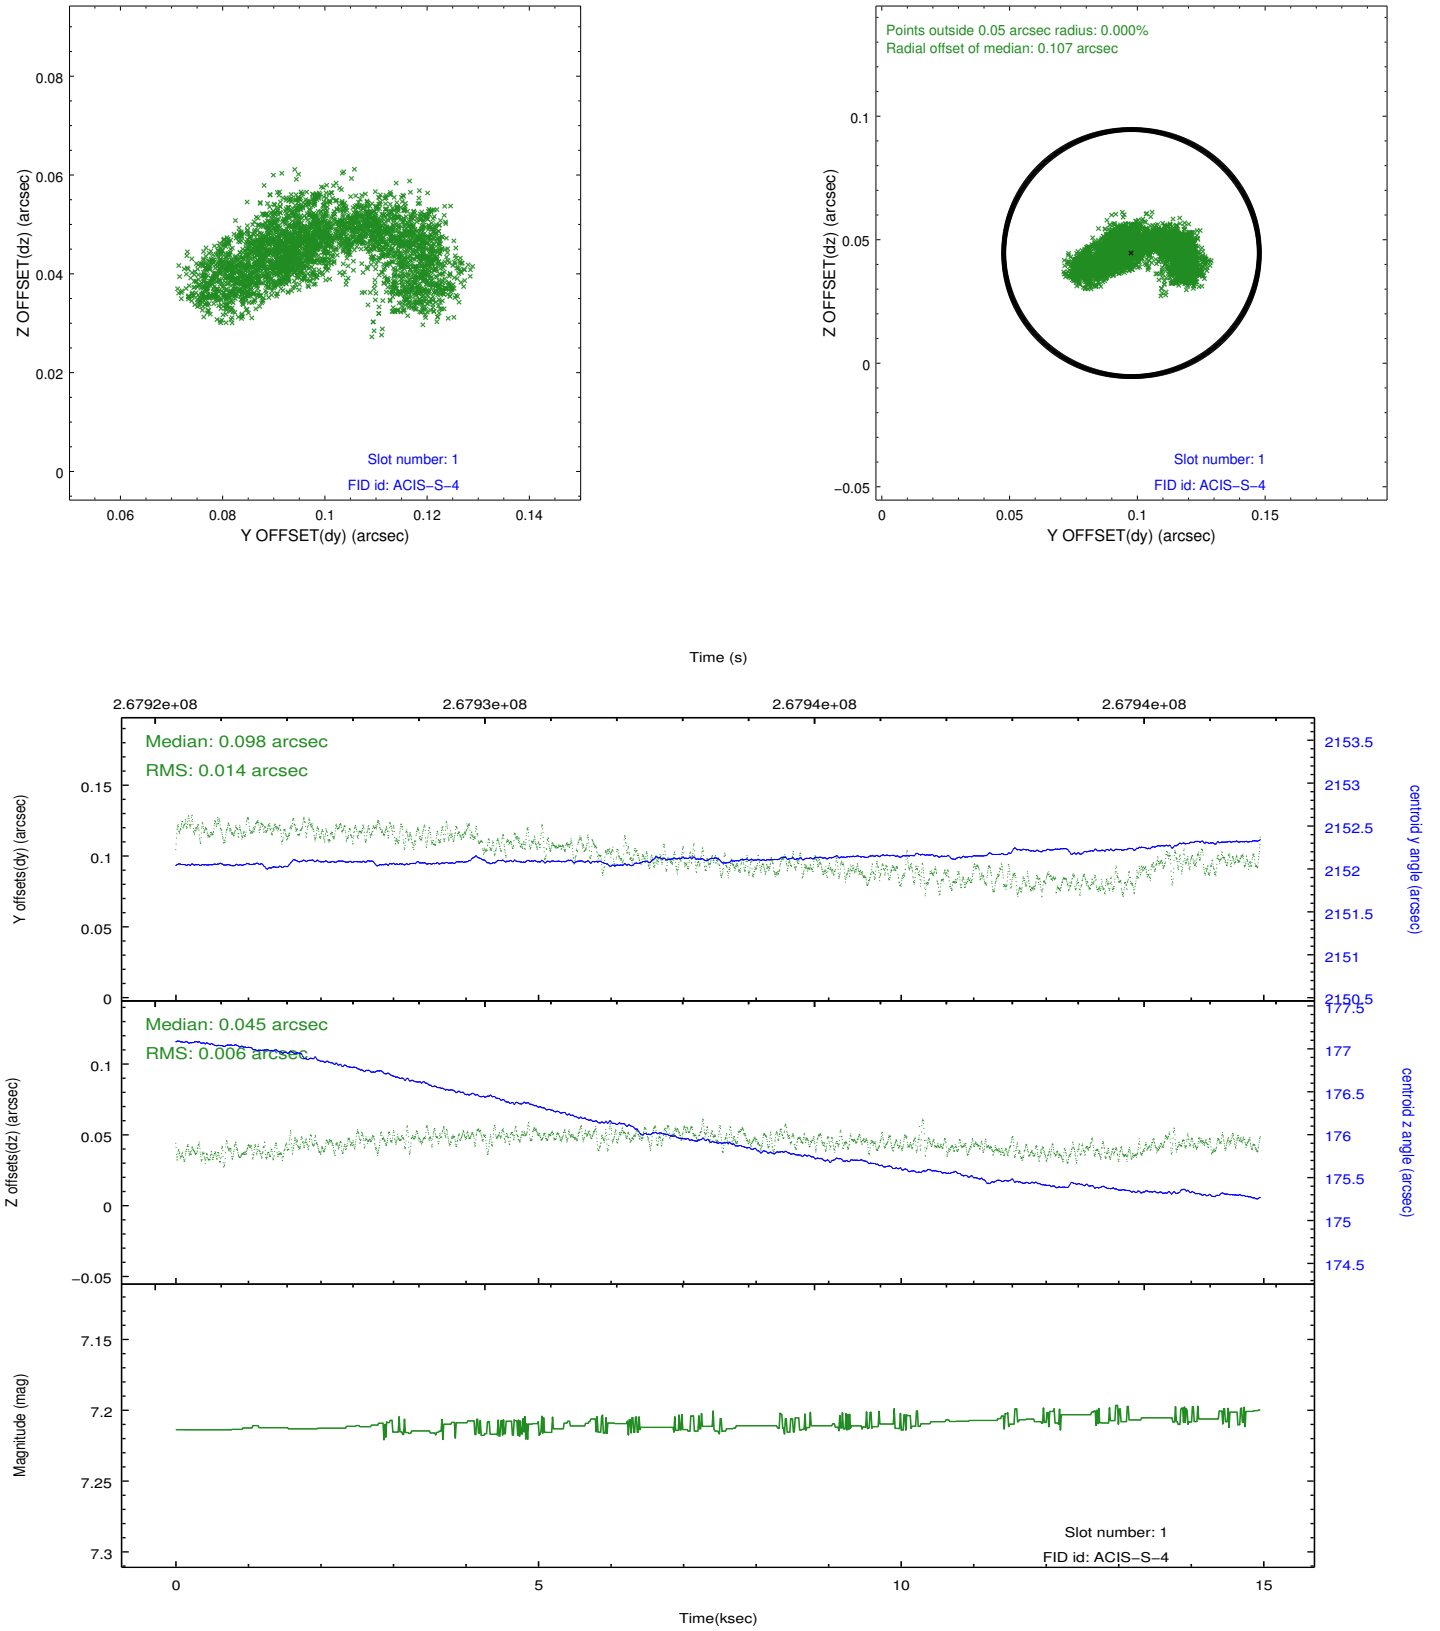 0.08
0.06
0.04
0.02
0
Z OFFSET(dz) (arcsec)
Slot number: 1
FID id: ACIS−S−4
0.06
0.08
0.1
0.12
0.14
Y OFFSET(dy) (arcsec)
Points outside 0.05 arcsec radius: 0.000%
Radial offset of median: 0.107 arcsec
0.1
0.05
0
−0.05
Z OFFSET(dz) (arcsec)
Slot number: 1
FID id: ACIS−S−4
0
0.05
0.1
0.15
Y OFFSET(dy) (arcsec)
Time (s)
2.6792e+08
2.6793e+08
2.6794e+08
2.6794e+08
Median: 0.098 arcsec
RMS: 0.014 arcsec
0.15
0.1
0.05
0
Y offsets(dy) (arcsec)
2153.5
2153
2152.5
2152
2151.5
2151
2150.5
centroid y angle (arcsec)
Median: 0.045 arcsec
RMS: 0.006 arcsec
0.1
0.05
0
−0.05
Z offsets(dz) (arcsec)
177.5
177
176.5
176
175.5
175
174.5
centroid z angle (arcsec)
7.15
7.2
7.25
7.3
Magnitude (mag)
Slot number: 1
FID id: ACIS−S−4
0
5
10
15
Time(ksec)